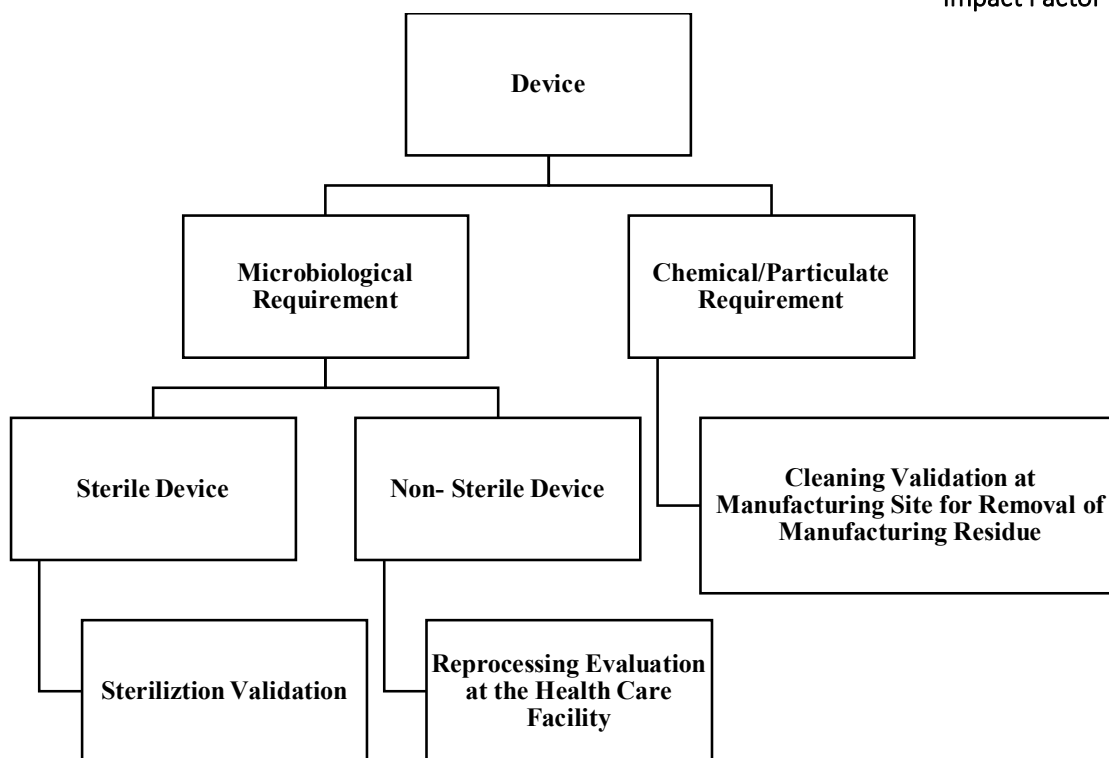 Impact Factor
Device
Microbiological
Requirement
Chemical/Particulate
Requirement
Sterile Device
Non- Sterile Device
Cleaning Validation at
Manufacturing Site for Removal of
Manufacturing Residue
Steriliztion Validation
Reprocessing Evaluation
at the Health Care
Facility